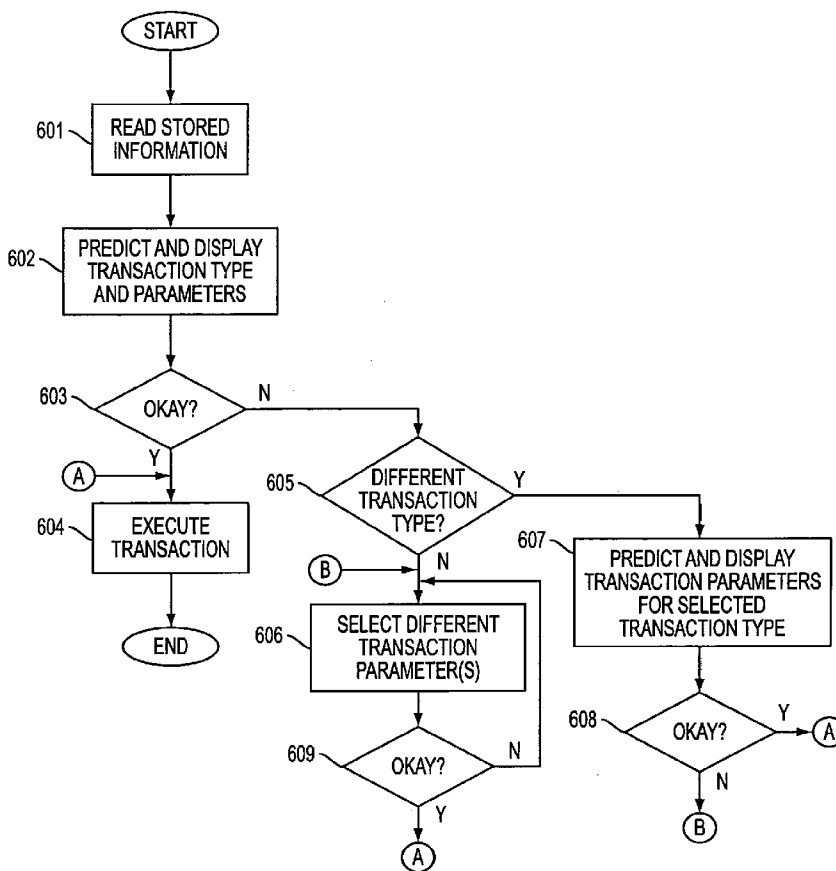 START
601
READ STORED
INFORMATION
602
PREDICT AND DISPLAY
TRANSACTION TYPE
AND PARAMETERS
603
OKAY?
N
Y
A
604
EXECUTE
TRANSACTION
END
605
DIFFERENT
TRANSACTION
TYPE?
Y
N
B
606
SELECT DIFFERENT
TRANSACTION
PARAMETER(S)
609
OKAY?
N
Y
A
607
PREDICT AND DISPLAY
TRANSACTION PARAMETERS
FOR SELECTED
TRANSACTION TYPE
608
OKAY?
Y
A
N
B